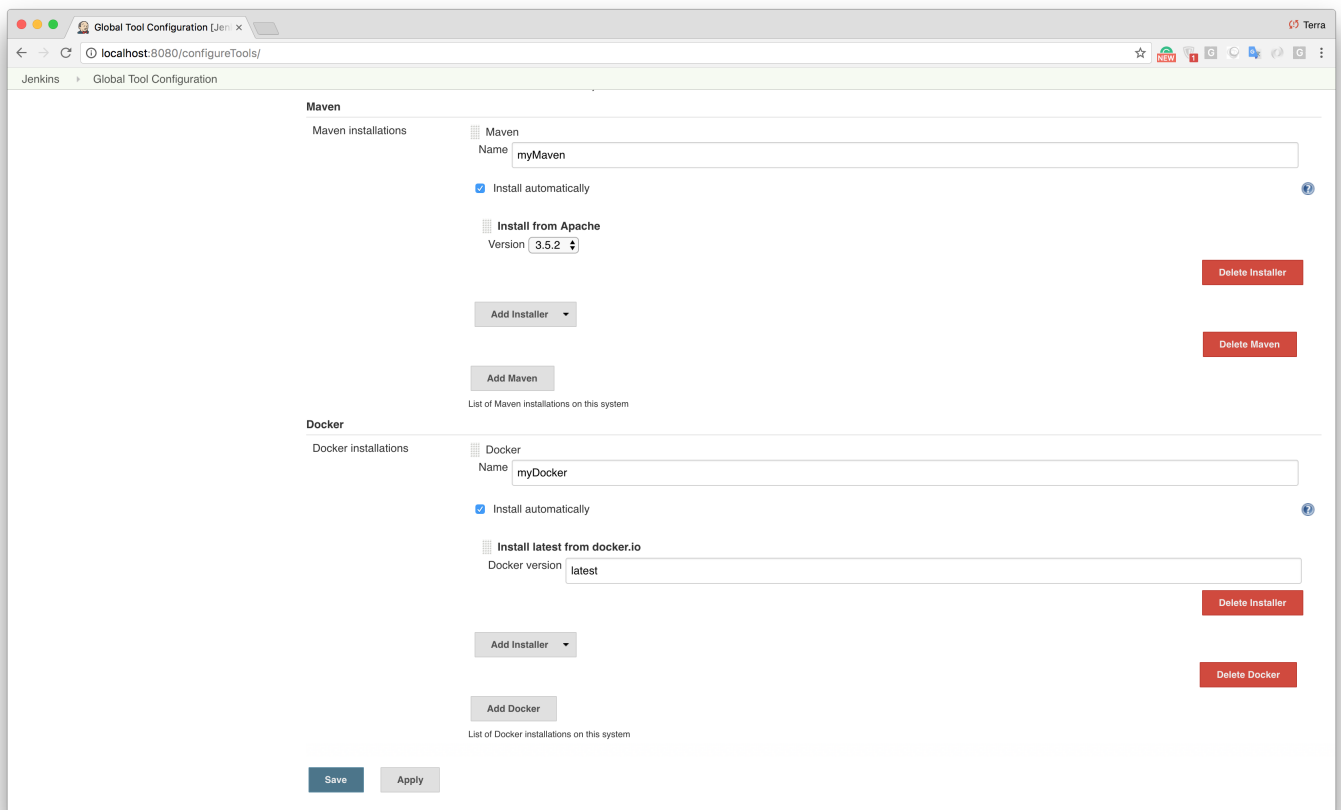 Global Tool Configuration [Jen
Terra
localhost:8080/configureTools/
NEW
1
G
G
Jenkins
Global Tool Configuration
Maven
Maven installations
Maven
Name
myMaven
Install automatically
Install from Apache
Version
3.5.2
Delete Installer
Add Installer
Delete Maven
Add Maven
List of Maven installations on this system
Docker
Docker installations
Docker
Name
myDocker
Install automatically
Install latest from docker.io
Docker version
latest
Delete Installer
Add Installer
Delete Docker
Add Docker
List of Docker installations on this system
Save
Apply